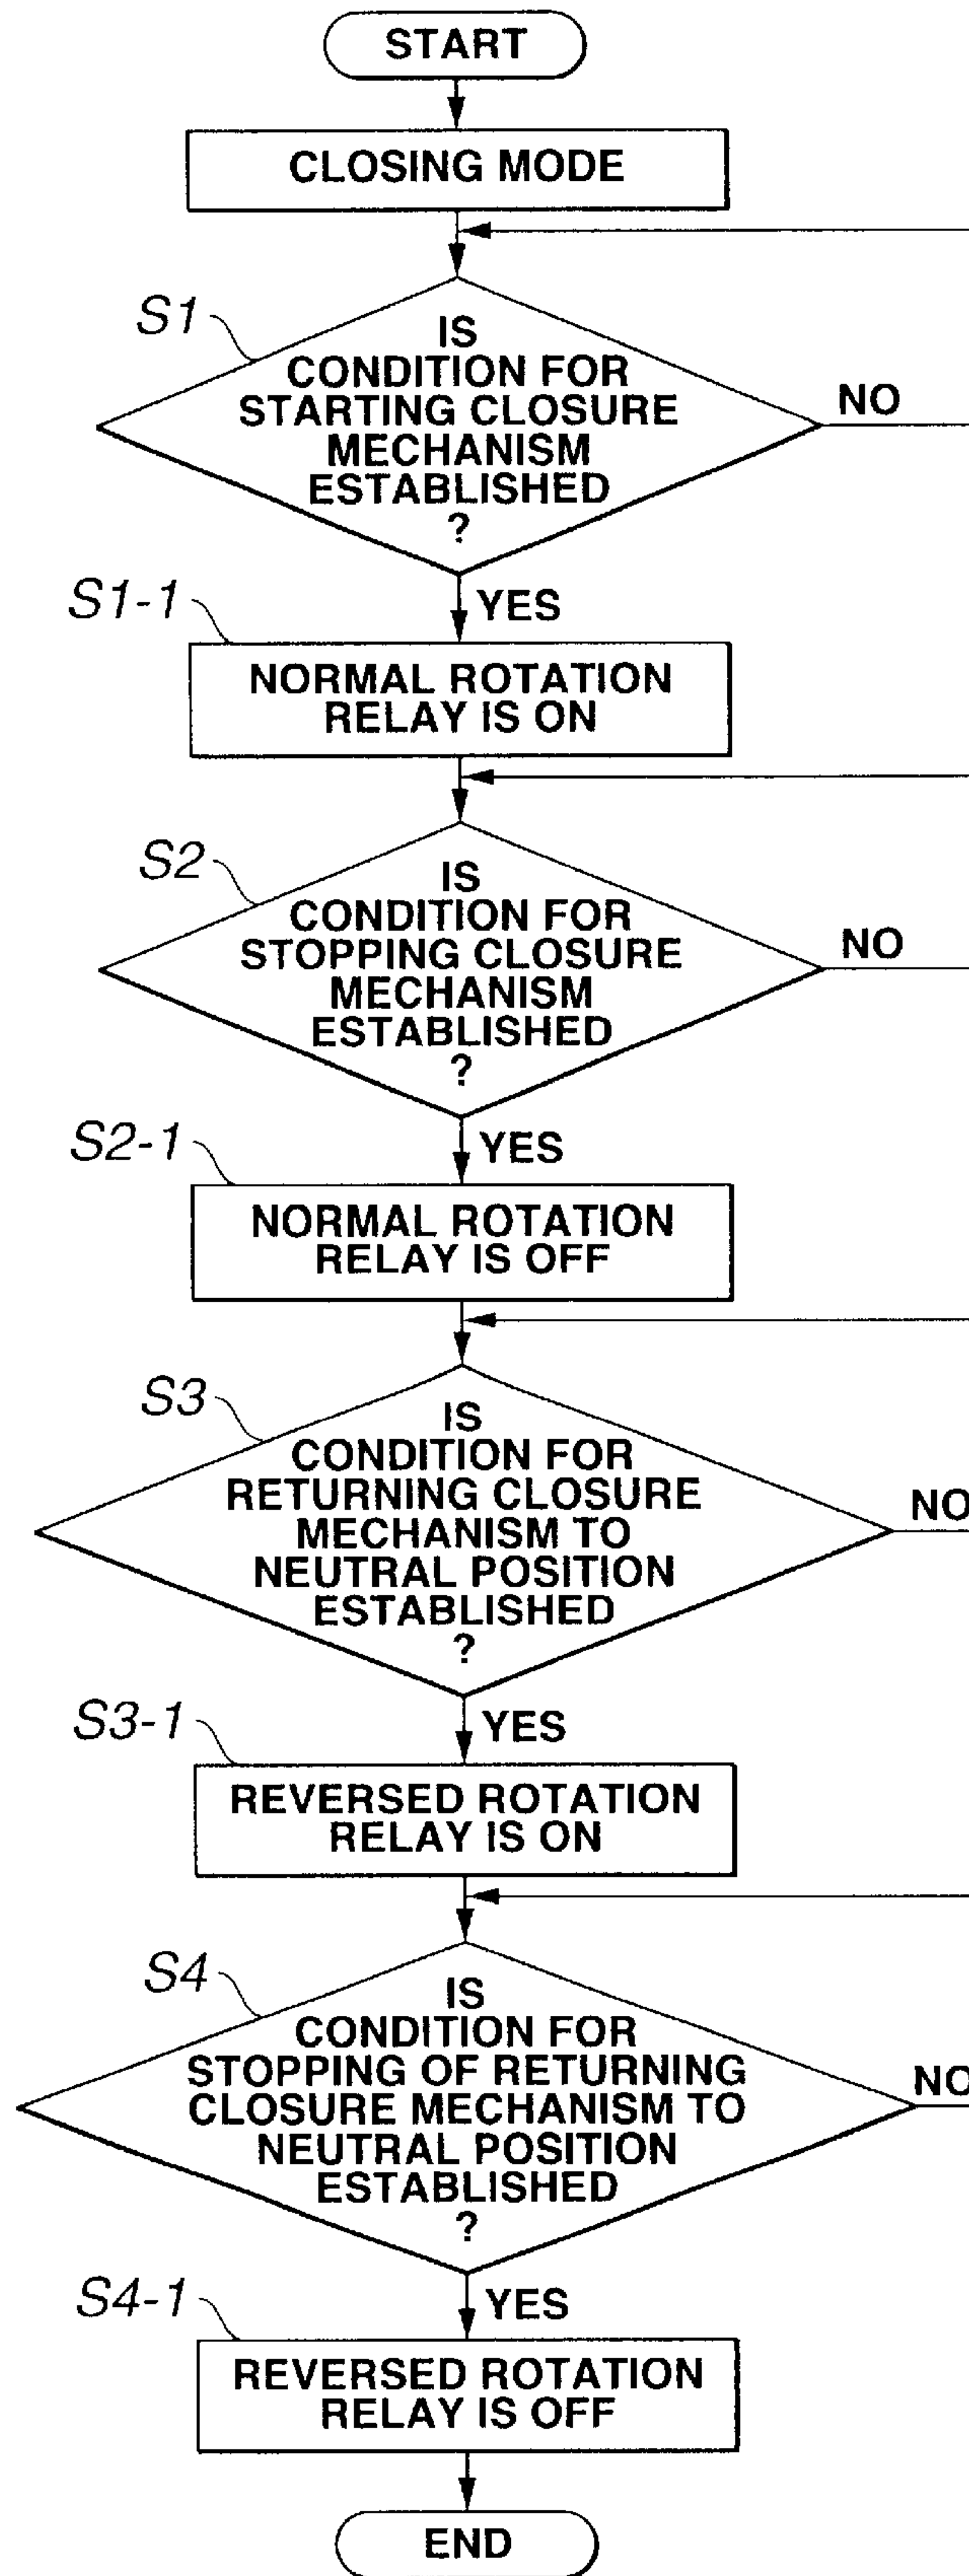 START
CLOSING MODE
S1
IS
CONDITION FOR
STARTING CLOSURE
MECHANISM
ESTABLISHED
?
NO
YES
S1-1
NORMAL ROTATION
RELAY IS ON
S2
IS
CONDITION FOR
STOPPING CLOSURE
MECHANISM
ESTABLISHED
?
NO
YES
S2-1
NORMAL ROTATION
RELAY IS OFF
S3
IS
CONDITION FOR
RETURNING CLOSURE
MECHANISM TO
NEUTRAL POSITION
ESTABLISHED
?
NO
YES
S3-1
REVERSED ROTATION
RELAY IS ON
S4
IS
CONDITION FOR
STOPPING OF RETURNING
CLOSURE MECHANISM TO
NEUTRAL POSITION
ESTABLISHED
?
NO
YES
S4-1
REVERSED ROTATION
RELAY IS OFF
END